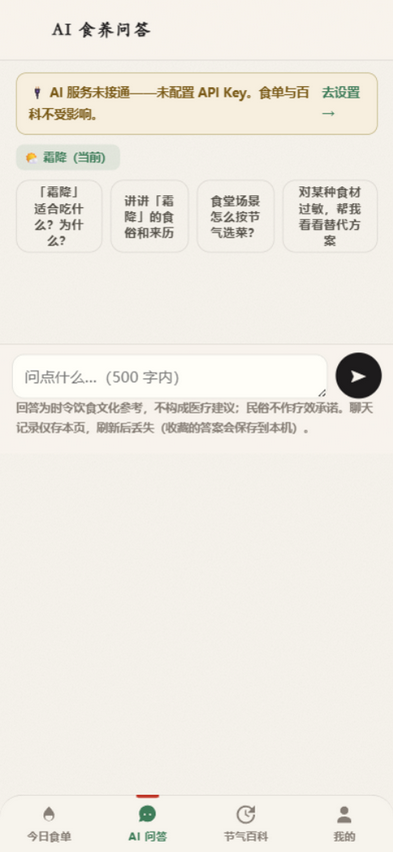 AI 食养问答
AI 服务未接通——未配置 API Key。食单与百
科不受影响。
去设置
→
霜降（当前）
「霜降」
适合吃什
么？为什
么？
讲讲「霜
降」的食
俗和来历
食堂场景
怎么按节
气选菜？
对某种食材
过敏，帮我
看看替代方
案
问点什么...（500 字内）
回答为时令饮食文化参考，不构成医疗建议；民俗不作疗效承诺。聊天
记录仅存本页，刷新后丢失（收藏的答案会保存到本机）。
今日食单
AI 问答
节气百科
我的